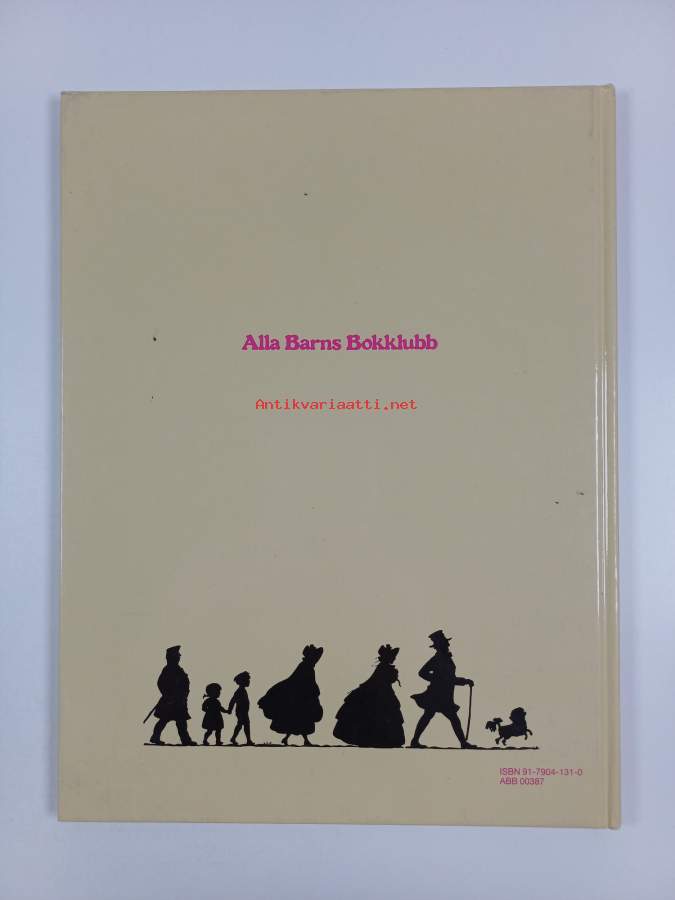 Alla Barns Bokklubb
Antikvariaatti.net
ISBN 91-7904-131-0
ABB 00387